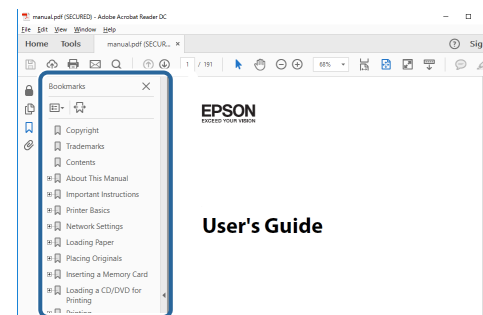 manual.pdf (SECURED) - Adobe Acrobat Reader DC
File Edit View Window Help
Home Tools manual.pdf (SECUR... ×
Sig
1 / 191
68%
Bookmarks
Copyright
Trademarks
Contents
About This Manual
Important Instructions
Printer Basics
Network Settings
Loading Paper
Placing Originals
Inserting a Memory Card
Loading a CD/DVD for
Printing
Printing
EPSON
EXCEED YOUR VISION
User's Guide